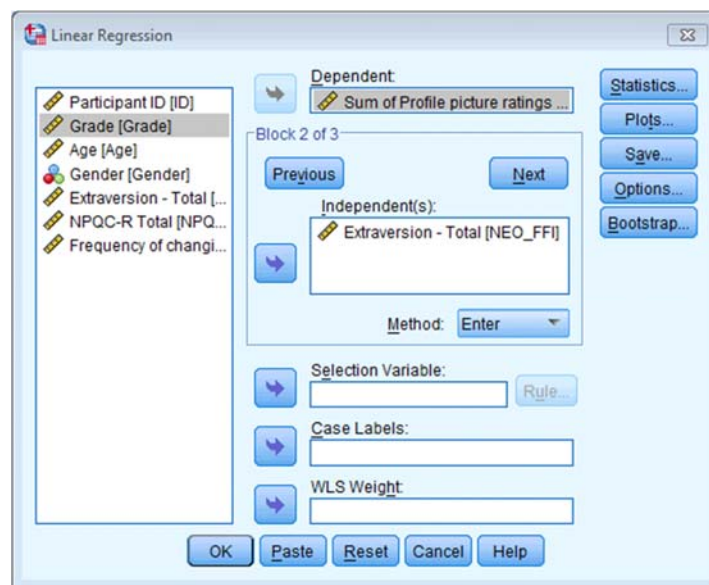 Linear Regression
Participant ID [ID]
Grade [Grade]
Age [Age]
Gender [Gender]
Extraversion - Total [...
NPQC-R Total [NPQ...
Frequency of changi...
Dependent:
Sum of Profile picture ratings ...
Block 2 of 3
Previous
Next
Independent(s):
Extraversion - Total [NEO_FFI]
Method: Enter
Selection Variable:
Rule...
Case Labels:
WLS Weight:
Statistics...
Plots...
Save...
Options...
Bootstrap...
OK Paste Reset Cancel Help